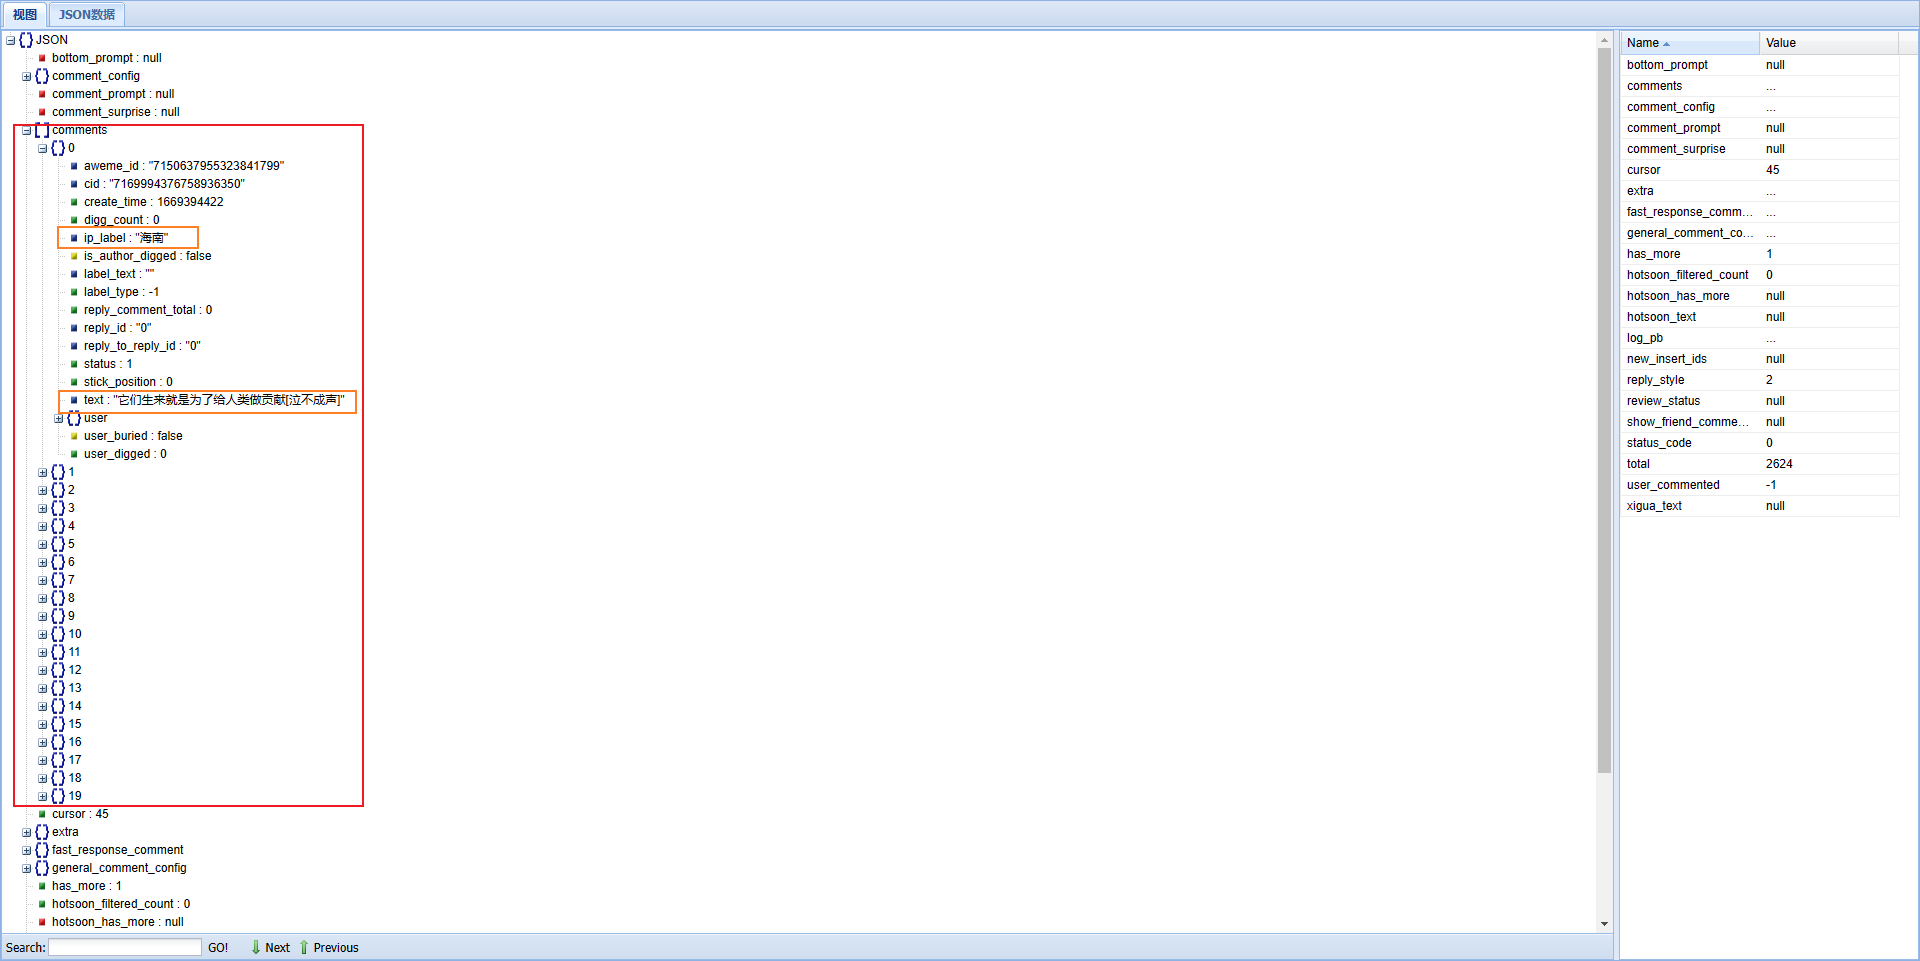 视图 JSON数据
JSON
bottom_prompt : null
comment_config
comment_prompt : null
comment_surprise : null
comments
0
aweme_id : "7150637955323841799"
cid : "7169994376758936350"
create_time : 1669394422
digg_count : 0
ip_label : "海南"
is_author_digged : false
label_text : ""
label_type : -1
reply_comment_total : 0
reply_id : "0"
reply_to_reply_id : "0"
status : 1
stick_position : 0
text : "它们生来就是为了给人类做贡献[泣不成声]"
user
user_buried : false
user_digged : 0
1
2
3
4
5
6
7
8
9
10
11
12
13
14
15
16
17
18
19
cursor : 45
extra
fast_response_comment
general_comment_config
has_more : 1
hotsoon_filtered_count : 0
hotsoon_has_more : null
Search: GO! Next Previous
Name Value
bottom_prompt null
comments ...
comment_config ...
comment_prompt null
comment_surprise null
cursor 45
extra ...
fast_response_comm... ...
general_comment_co... ...
has_more 1
hotsoon_filtered_count 0
hotsoon_has_more null
hotsoon_text null
log_pb ...
new_insert_ids null
reply_style 2
review_status null
show_friend_comme... null
status_code 0
total 2624
user_commented -1
xigua_text null